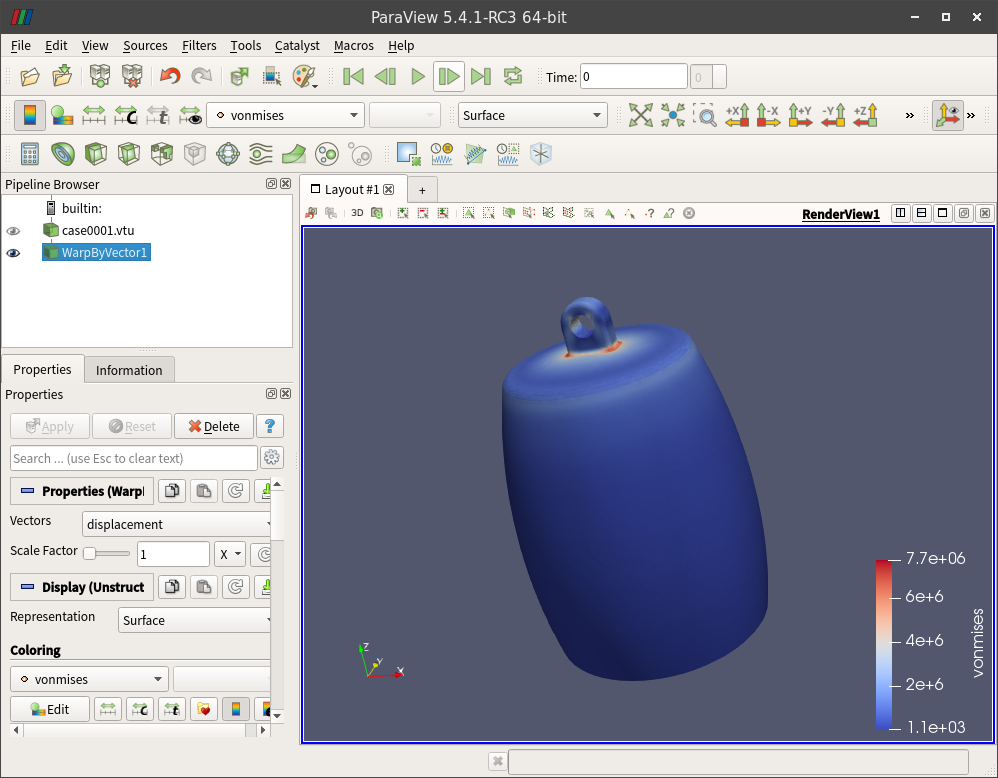 ParaView 5.4.1-RC3 64-bit
File Edit View Sources Filters Tools Catalyst Macros Help
Time: 0 0
C t vonmises Surface +X -X +Y -Y +Z
Pipeline Browser
builtin:
case0001.vtu
WarpByVector1
Layout #1 +
3D RenderView1
Properties Information
Properties
Apply Reset Delete ?
Search ... (use Esc to clear text)
Properties (Warpl
Vectors displacement
Scale Factor 1 X
Display (Unstruct
Representation Surface
Coloring
vonmises
Edit C t
Z
Y
X
7.7e+06
6e+6
4e+6
2e+6
1.1e+03
vonmises